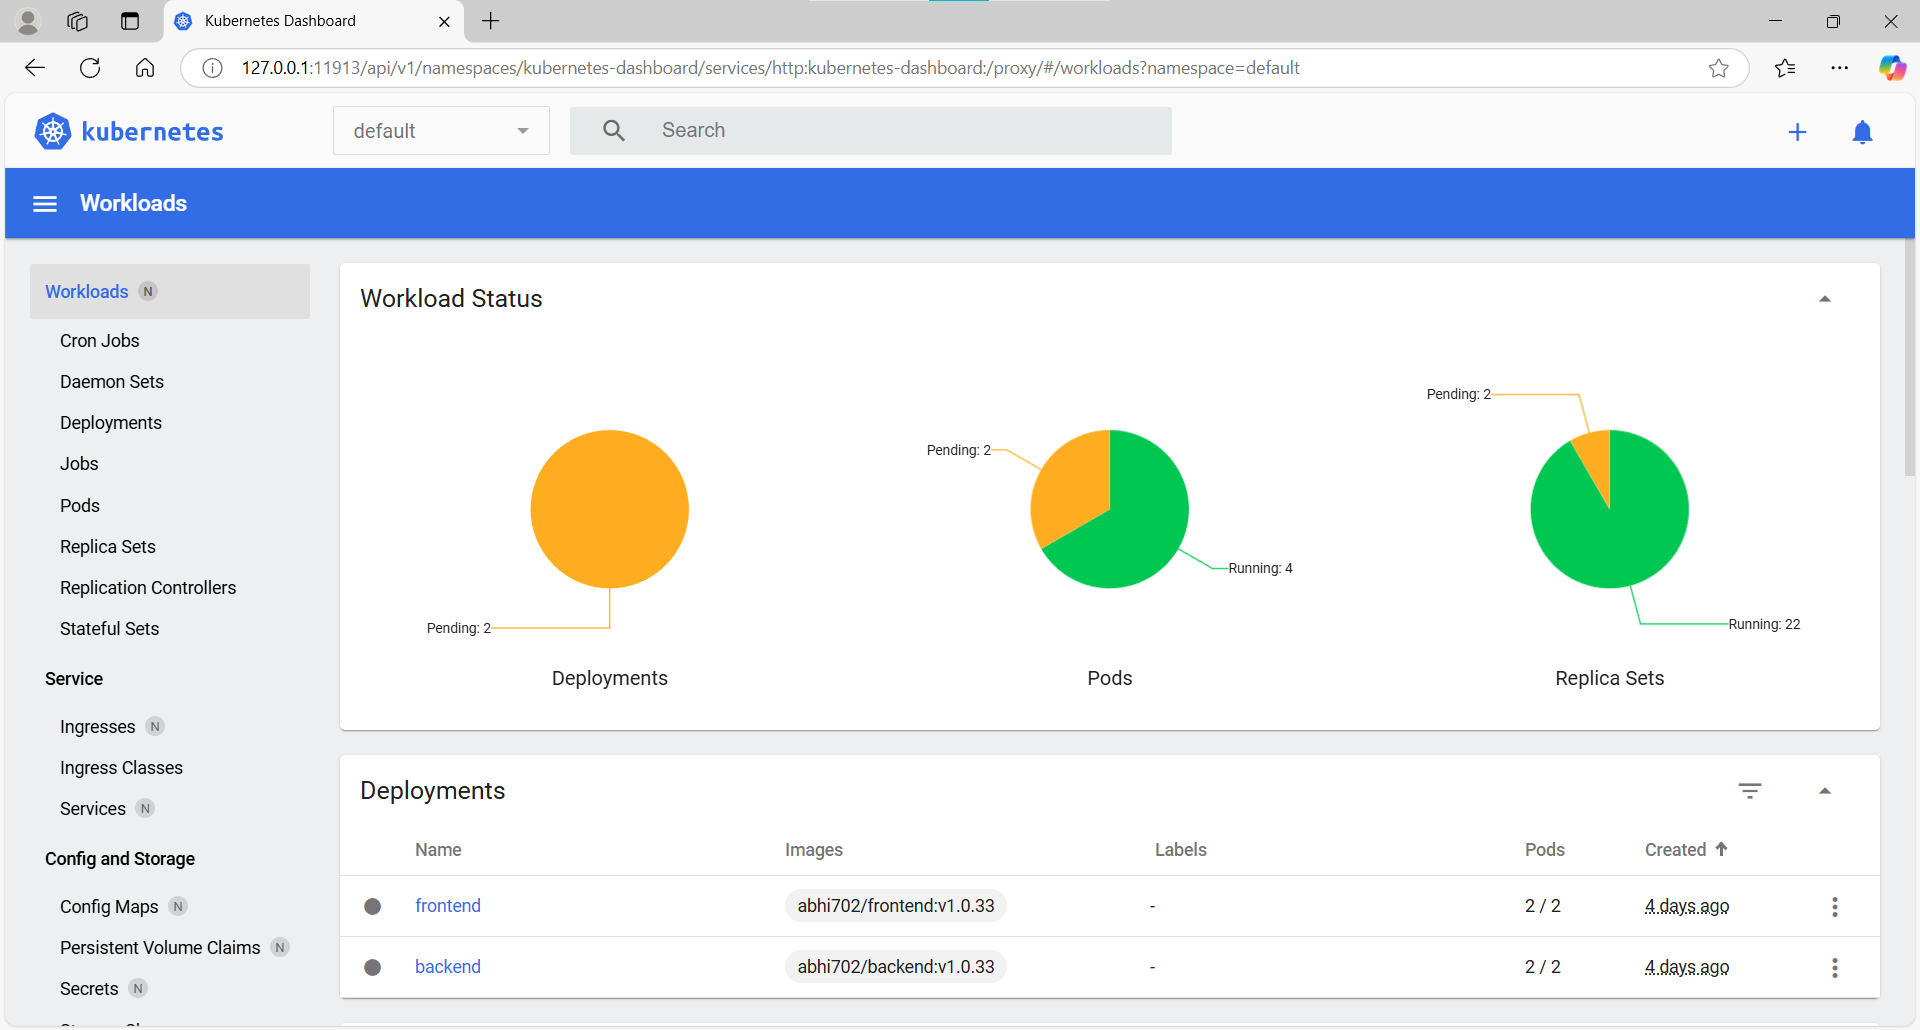 Kubernetes Dashboard
127.0.0.1:11913/api/v1/namespaces/kubernetes-dashboard/services/http:kubernetes-dashboard:/proxy/#/workloads?namespace=default
kubernetes
default
Search
Workloads
Workloads N
Cron Jobs
Daemon Sets
Deployments
Jobs
Pods
Replica Sets
Replication Controllers
Stateful Sets
Service
Ingresses N
Ingress Classes
Services N
Config and Storage
Config Maps N
Persistent Volume Claims N
Secrets N
Workload Status
Pending: 2
Deployments
Pending: 2
Running: 4
Pods
Pending: 2
Running: 22
Replica Sets
Deployments
Name Images Labels Pods Created
frontend abhi702/frontend:v1.0.33 - 2 / 2 4 days ago
backend abhi702/backend:v1.0.33 - 2 / 2 4 days ago